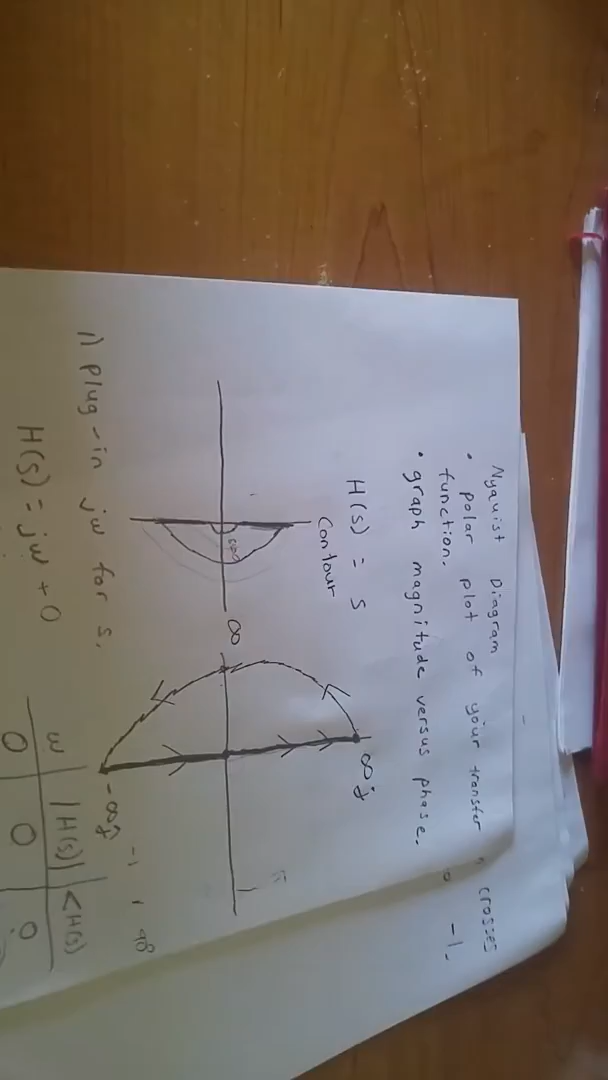 Nyquist Diagram
• polar plot of your transfer
function.
• graph magnitude versus phase.
H(s) = s
Contour
∞
∞j
-∞j
1) plug-in jω for s.
H(s) = jω + 0
ω |H(s)| <H(s)
0 0 0
crosses
-1.
-1